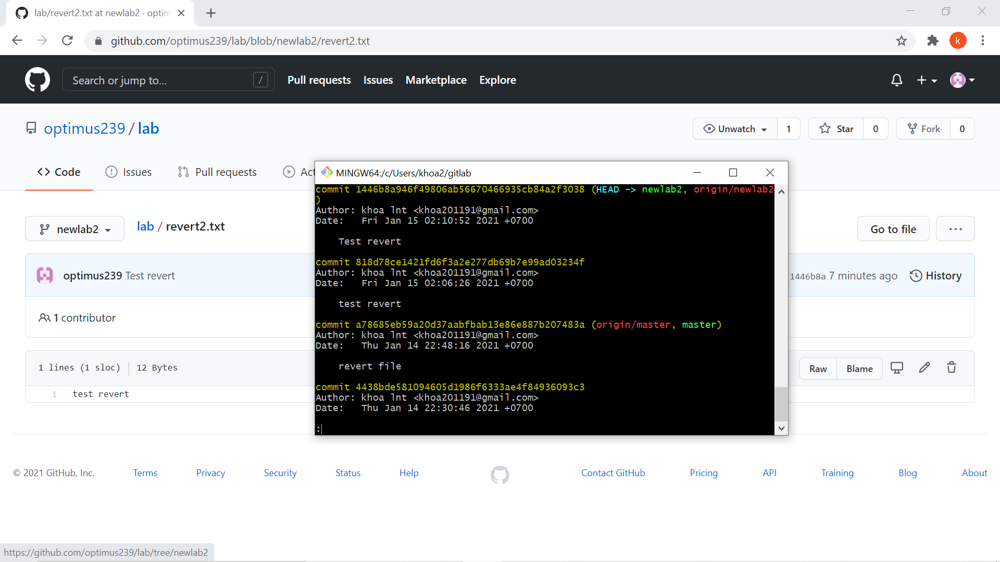 lab/revert2.txt at newlab2 · optim
github.com/optimus239/lab/blob/newlab2/revert2.txt
k
Search or jump to...
/
Pull requests
Issues
Marketplace
Explore
optimus239 / lab
Unwatch
1
Star
0
Fork
0
Code
Issues
Pull requests
Act
newlab2
lab / revert2.txt
Go to file
optimus239 Test revert
1446b8a 7 minutes ago
History
1 contributor
1 lines (1 sloc)
12 Bytes
Raw
Blame
1 test revert
MINGW64:/c/Users/khoa2/gitlab
commit 1446b8a946f49806ab56670466935cb84a2f3038 (HEAD -> newlab2, origin/newlab2
)
Author: khoa lnt <khoa201191@gmail.com>
Date: Fri Jan 15 02:10:52 2021 +0700
Test revert
commit 818d78ce1421fd6f3a2e277db69b7e99ad03234f
Author: khoa lnt <khoa201191@gmail.com>
Date: Fri Jan 15 02:06:26 2021 +0700
test revert
commit a78685eb59a20d37aabfbab13e86e887b207483a (origin/master, master)
Author: khoa lnt <khoa201191@gmail.com>
Date: Thu Jan 14 22:48:16 2021 +0700
revert file
commit 4438bde581094605d1986f6333ae4f84936093c3
Author: khoa lnt <khoa201191@gmail.com>
Date: Thu Jan 14 22:30:46 2021 +0700
:
© 2021 GitHub, Inc.
Terms
Privacy
Security
Status
Help
Contact GitHub
Pricing
API
Training
Blog
About
https://github.com/optimus239/lab/tree/newlab2